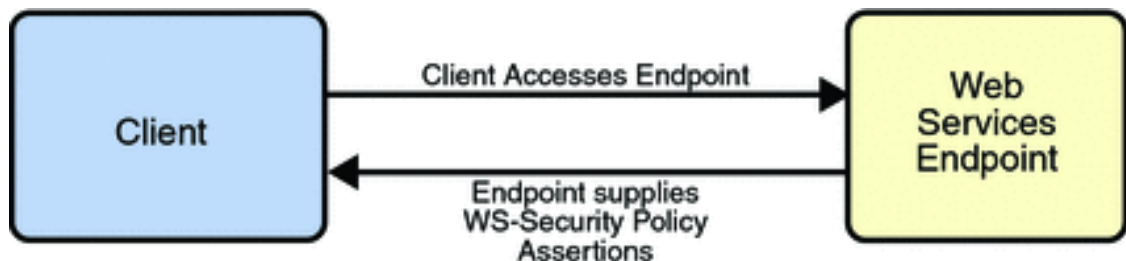 Client
Client Accesses Endpoint
Endpoint supplies
WS-Security Policy
Assertions
Web
Services
Endpoint